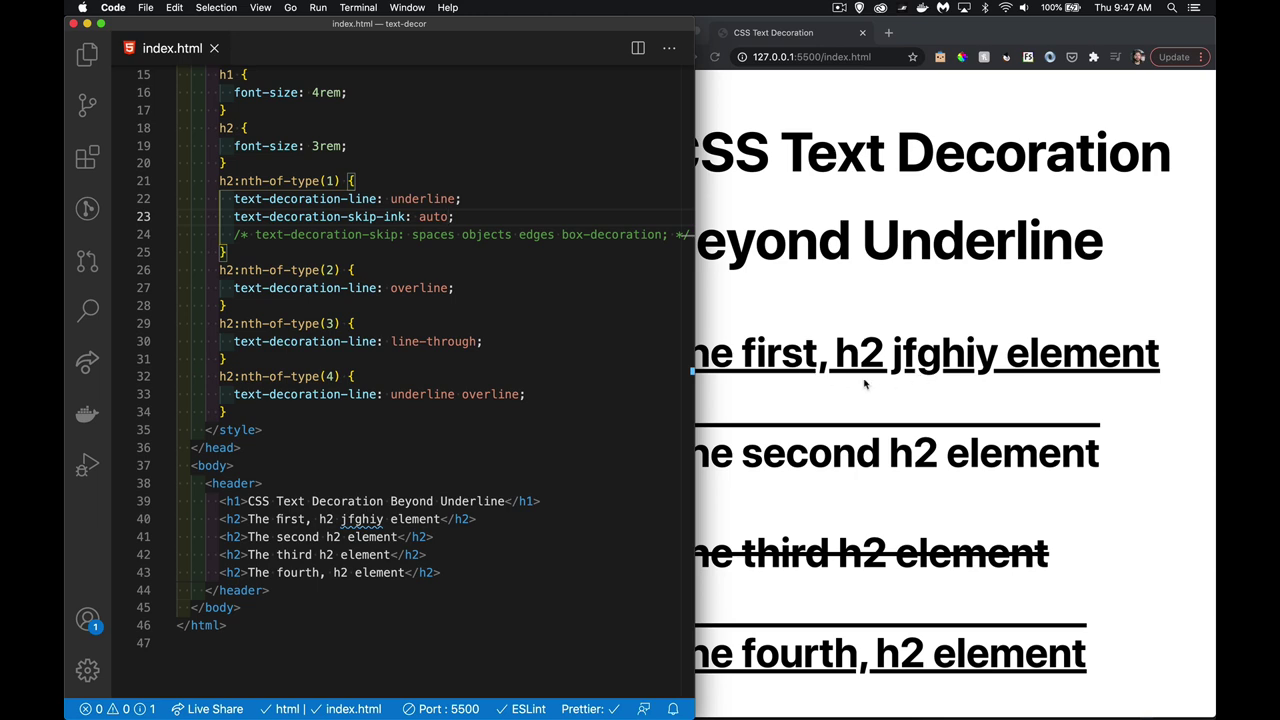 Code File Edit Selection View Go Run Terminal Window Help 100% Thu 9:47 AM
index.html — text-decor
index.html
15 h1 {
16 font-size: 4rem;
17 }
18 h2 {
19 font-size: 3rem;
20 }
21 h2:nth-of-type(1) {
22 text-decoration-line: underline;
23 text-decoration-skip-ink: auto;
24 /* text-decoration-skip: spaces objects edges box-decoration; */
25 }
26 h2:nth-of-type(2) {
27 text-decoration-line: overline;
28 }
29 h2:nth-of-type(3) {
30 text-decoration-line: line-through;
31 }
32 h2:nth-of-type(4) {
33 text-decoration-line: underline overline;
34 }
35 </style>
36 </head>
37 <body>
38 <header>
39 <h1>CSS Text Decoration Beyond Underline</h1>
40 <h2>The first, h2 jfghiy element</h2>
41 <h2>The second h2 element</h2>
42 <h2>The third h2 element</h2>
43 <h2>The fourth, h2 element</h2>
44 </header>
45 </body>
46 </html>
47
1
0 0 1 Live Share html index.html Port : 5500 ESLint Prettier:
CSS Text Decoration
127.0.0.1:5500/index.html Update
CSS Text Decoration
eyond Underline
he first, h2 jfghiy element
he second h2 element
he third h2 element
he fourth, h2 element